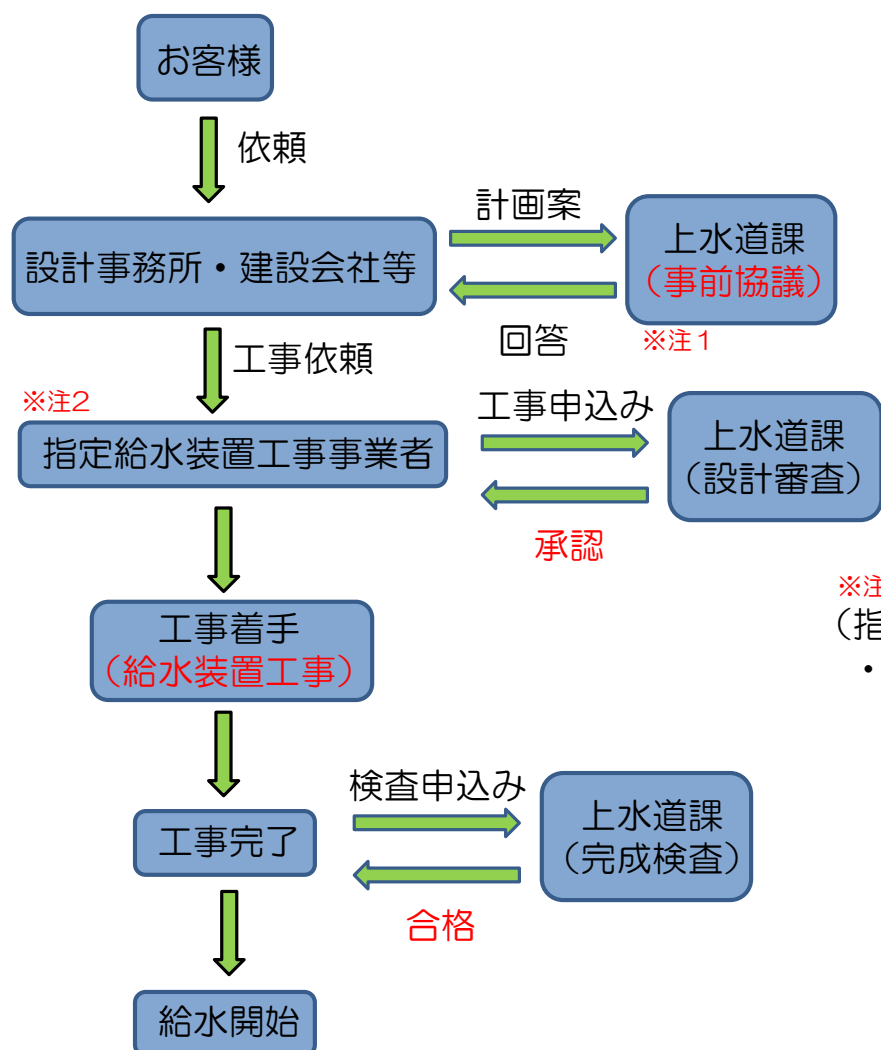 お客様
依頼
計画案
設計事務所・建設会社等
上水道課
（事前協議）
回答
※注１
工事依頼
※注2
工事申込み
指定給水装置工事事業者
上水道課
（設計審査）
承認
※注
（指
・
工事着手
（給水装置工事）
検査申込み
工事完了
上水道課
（完成検査）
合格
給水開始